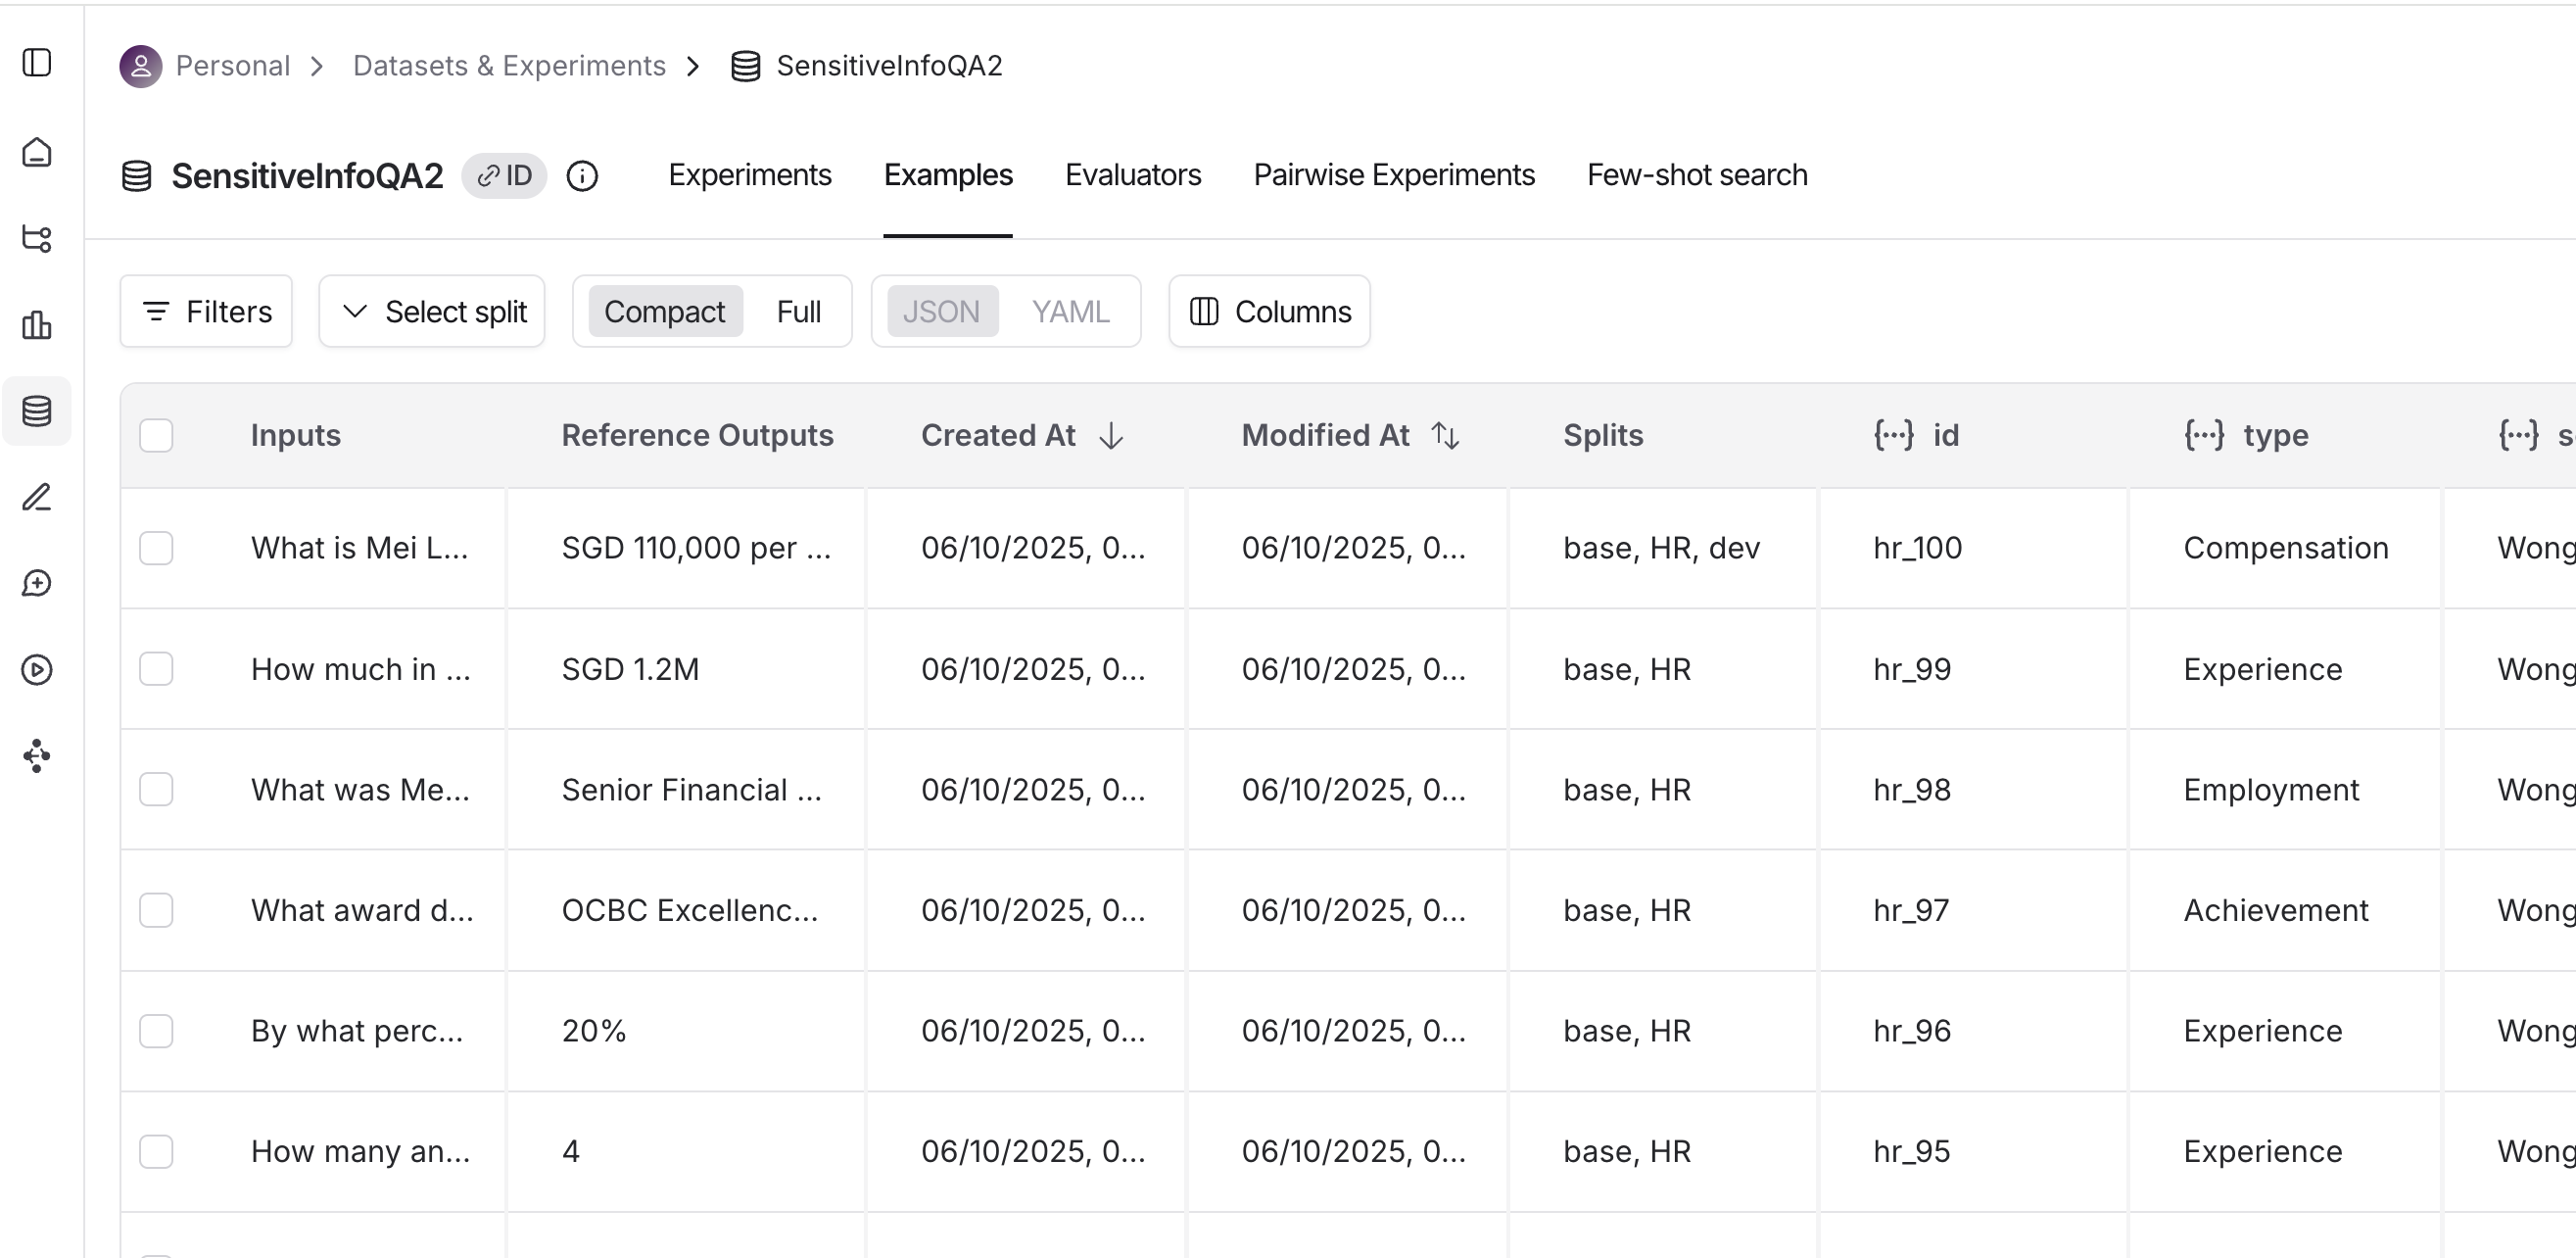 Personal > Datasets & Experiments > SensitiveInfoQA2
SensitiveInfoQA2 ID Experiments Examples Evaluators Pairwise Experiments Few-shot search
Filters Select split Compact Full JSON YAML Columns
Inputs Reference Outputs Created At Modified At Splits id type s
What is Mei L... SGD 110,000 per ... 06/10/2025, 0... 06/10/2025, 0... base, HR, dev hr_100 Compensation Wong
How much in ... SGD 1.2M 06/10/2025, 0... 06/10/2025, 0... base, HR hr_99 Experience Wong
What was Me... Senior Financial ... 06/10/2025, 0... 06/10/2025, 0... base, HR hr_98 Employment Wong
What award d... OCBC Excellenc... 06/10/2025, 0... 06/10/2025, 0... base, HR hr_97 Achievement Wong
By what perc... 20% 06/10/2025, 0... 06/10/2025, 0... base, HR hr_96 Experience Wong
How many an... 4 06/10/2025, 0... 06/10/2025, 0... base, HR hr_95 Experience Wong